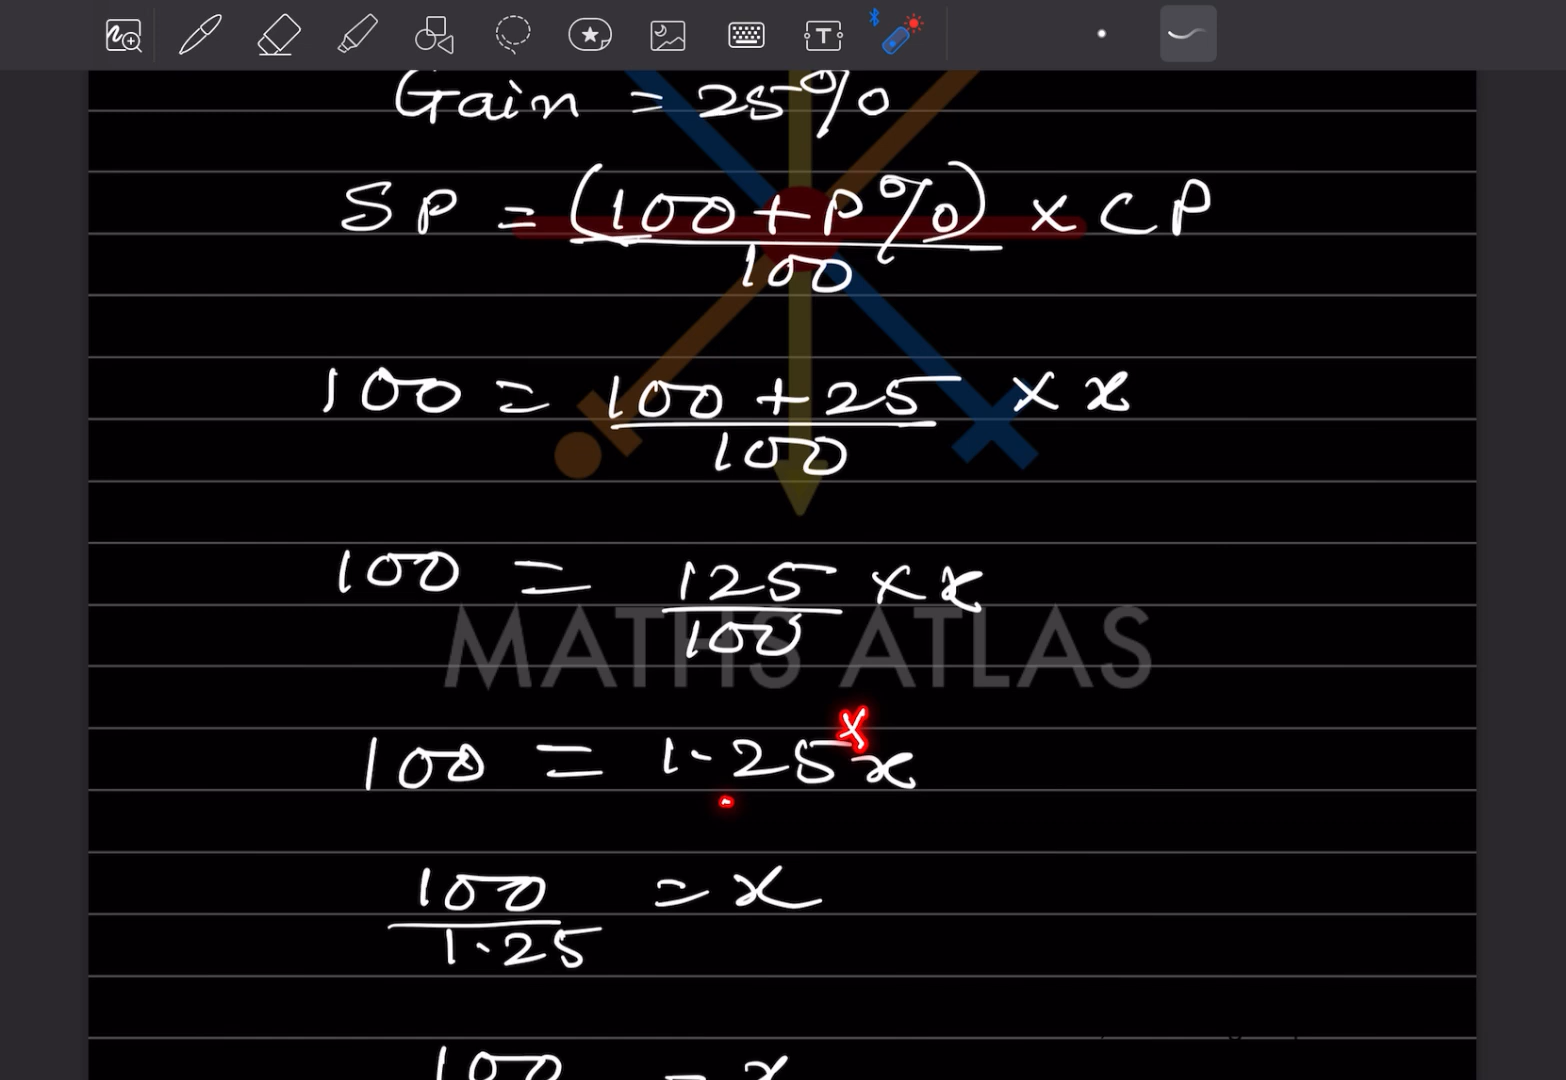 Gain = 25%
SP = (100 + P%) × CP
100
100 = 100 + 25 × x
100
100 = 125 × x
100
MATHS ATLAS
×
100 = 1.25x
100 = x
1.25
100 = x